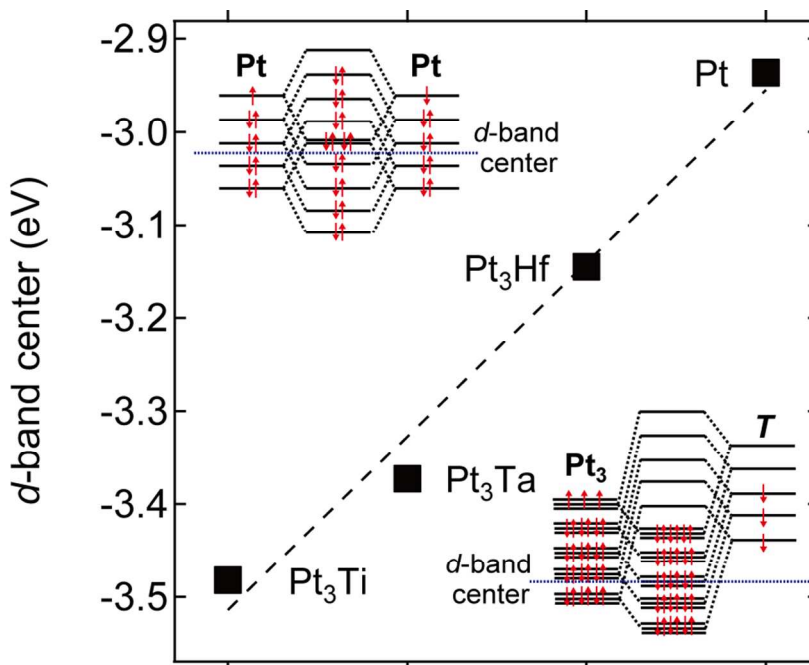 d-band center (eV)
-2.9
-3.0
-3.1
-3.2
-3.3
-3.4
-3.5
Pt
Pt
d-band
center
Pt
Pt₃Hf
Pt₃Ta
Pt₃Ti
Pt₃
T
d-band
center